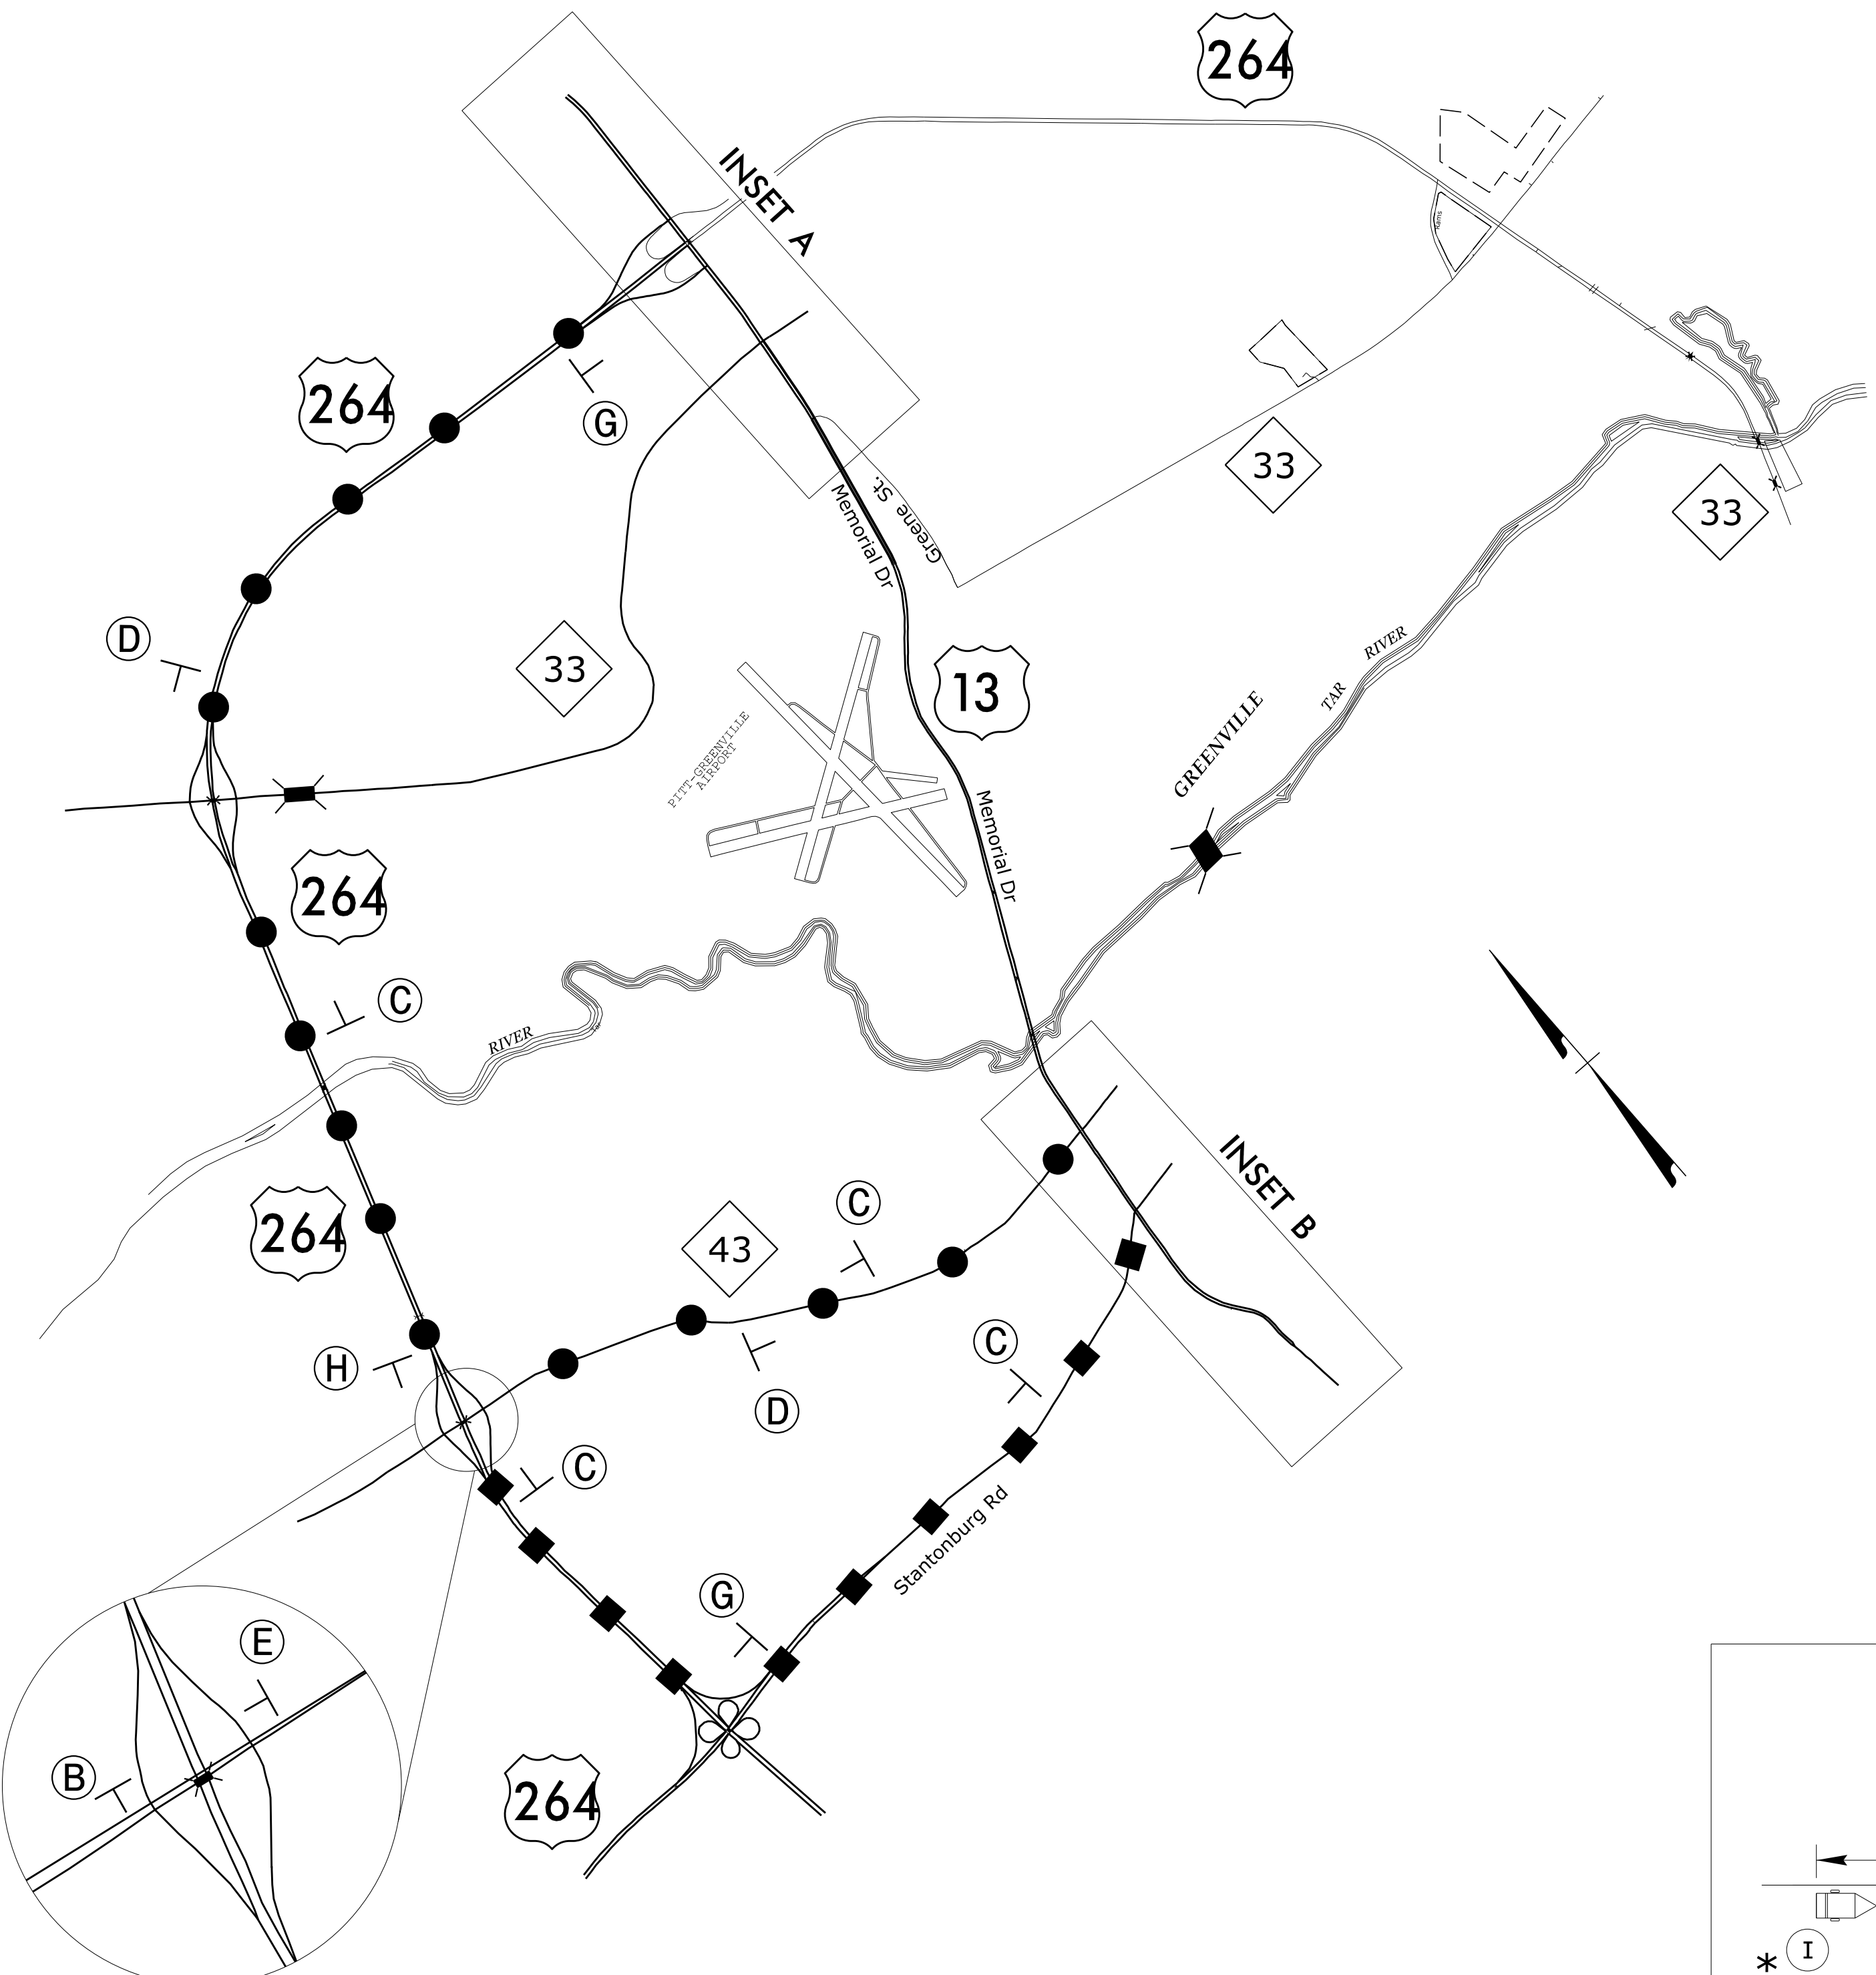 264
INSET A
Rams
264
G
33
33
Memorial Dr
Greene St.
D
33
13
RIVER
TAR
GREENVILLE
PITT-GREENVILLE
AIRPORT
Memorial Dr
264
C
RIVER
INSET B
264
C
43
C
H
D
C
Stantonburg Rd
G
E
B
264
I
*